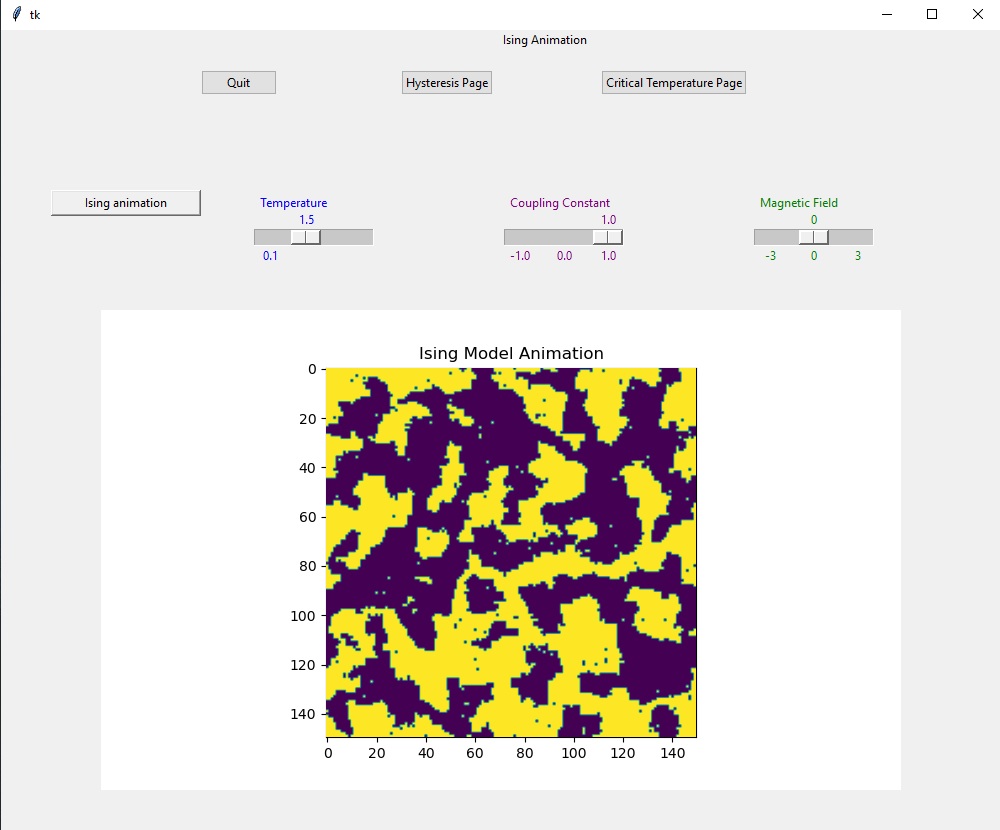 tk
Ising Animation
Quit Hysteresis Page Critical Temperature Page
Ising animation Temperature Coupling Constant Magnetic Field
1.5 1.0 0
0.1 -1.0 0.0 1.0 -3 0 3
Ising Model Animation
0
20
40
60
80
100
120
140
0 20 40 60 80 100 120 140